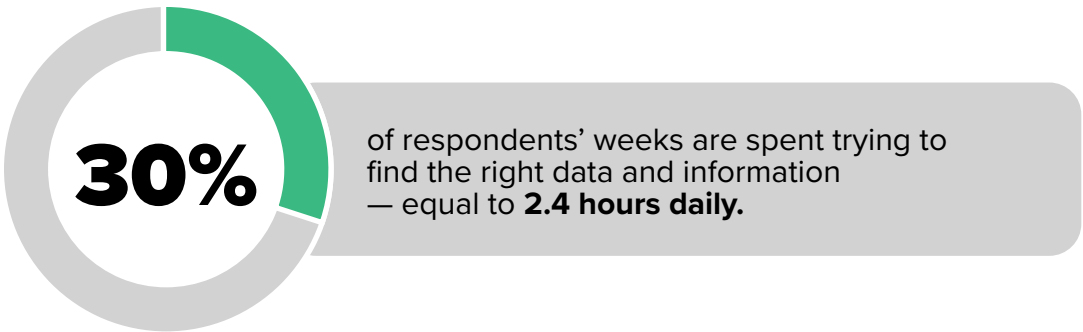 30%
of respondents’ weeks are spent trying to
find the right data and information
— equal to 2.4 hours daily.